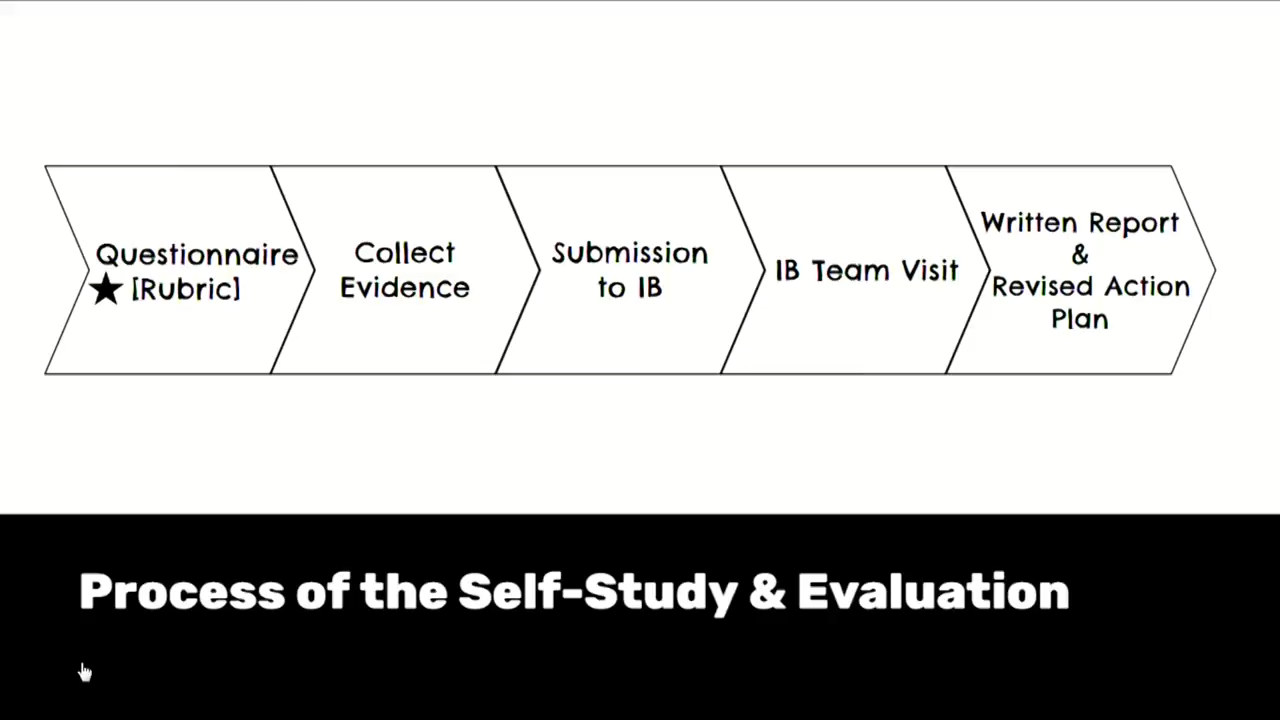 Questionnaire
★ [Rubric]
Collect
Evidence
Submission
to IB
IB Team Visit
Written Report
&
Revised Action
Plan
Process of the Self-Study & Evaluation